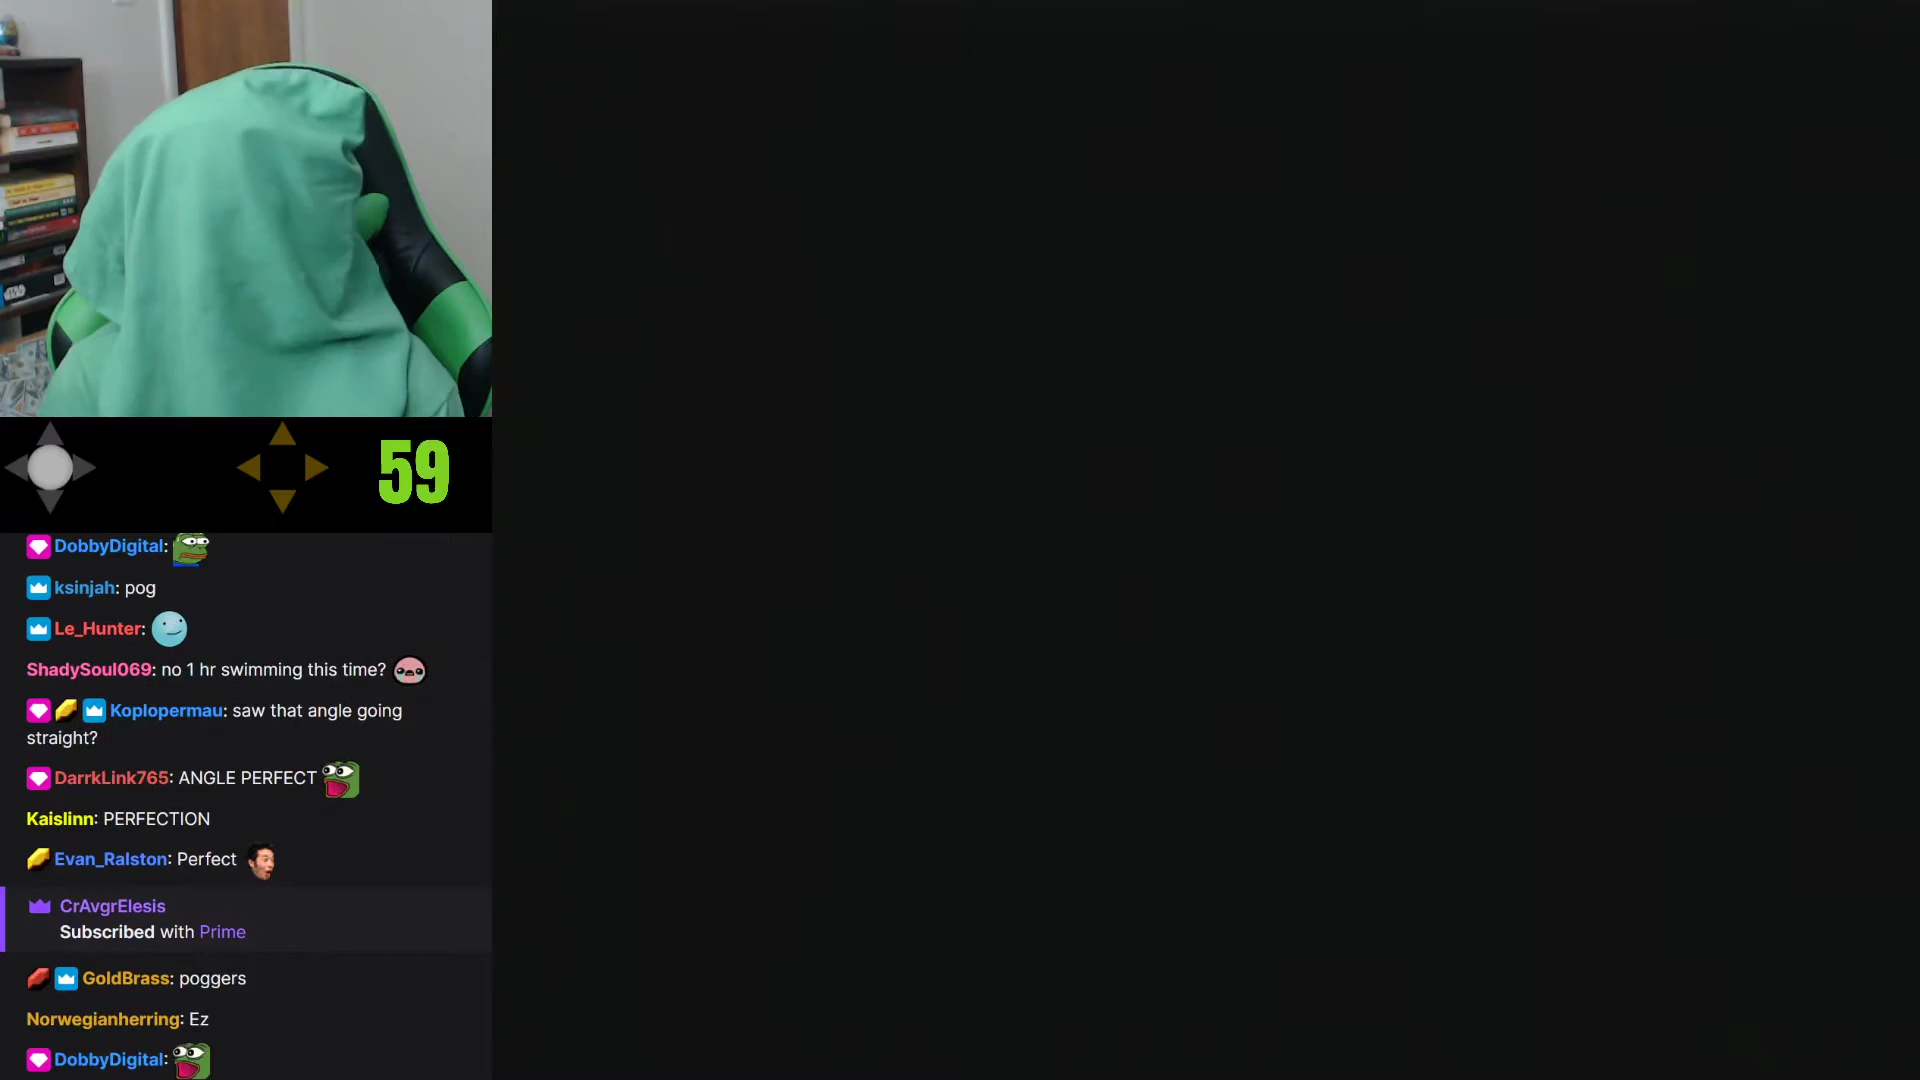 59
DobbyDigital:
ksinjah: pog
Le_Hunter:
ShadySoul069: no 1 hr swimming this time?
Koplopermau: saw that angle going
straight?
DarrkLink765: ANGLE PERFECT
Kaislinn: PERFECTION
Evan_Ralston: Perfect
CrAvgrElesis
Subscribed with Prime
GoldBrass: poggers
Norwegianherring: Ez
DobbyDigital: